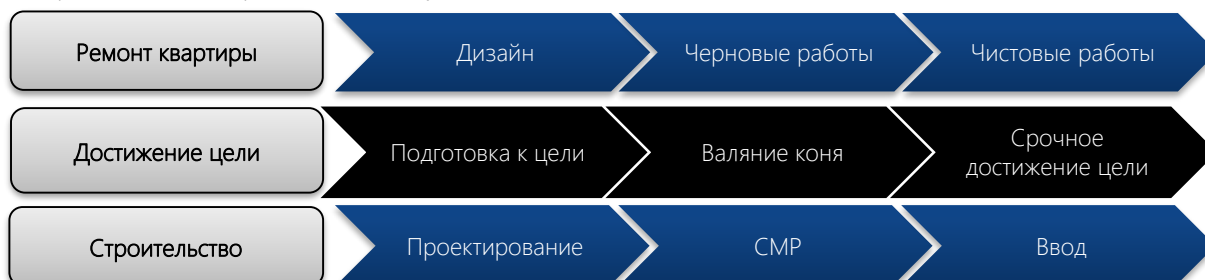 Ремонт квартиры
Дизайн
Черновые работы
Чистовые работы
Достижение цели
Подготовка к цели
Валяние коня
Срочное
достижение цели
Строительство
Проектирование
СМР
Ввод